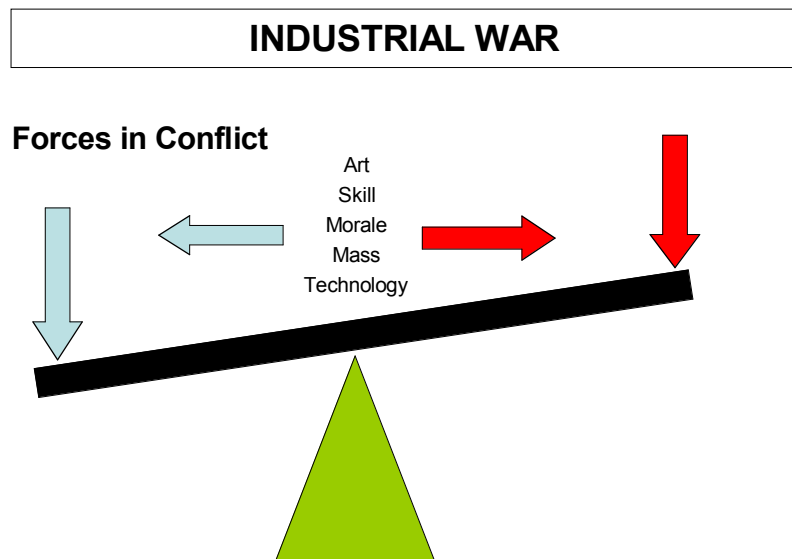 INDUSTRIAL WAR
Forces in Conflict
Art
Skill
Morale
Mass
Technology